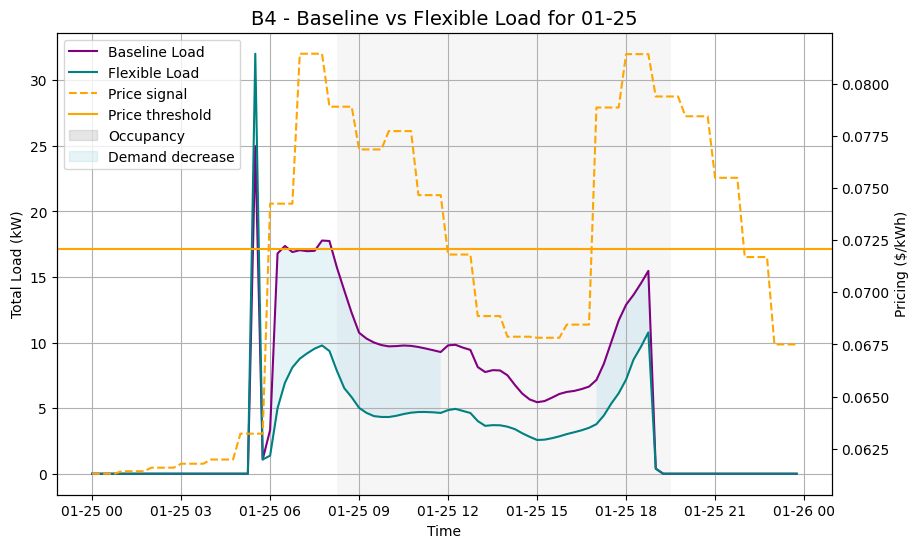 B4 - Baseline vs Flexible Load for 01-25
Baseline Load
Flexible Load
Price signal
Price threshold
Occupancy
Demand decrease
Total Load (kW)
30
25
20
15
10
5
0
0.0800
0.0775
0.0750
0.0725
0.0700
0.0675
0.0650
0.0625
Pricing ($/kWh)
01-25 00
01-25 03
01-25 06
01-25 09
01-25 12
01-25 15
01-25 18
01-25 21
01-26 00
Time